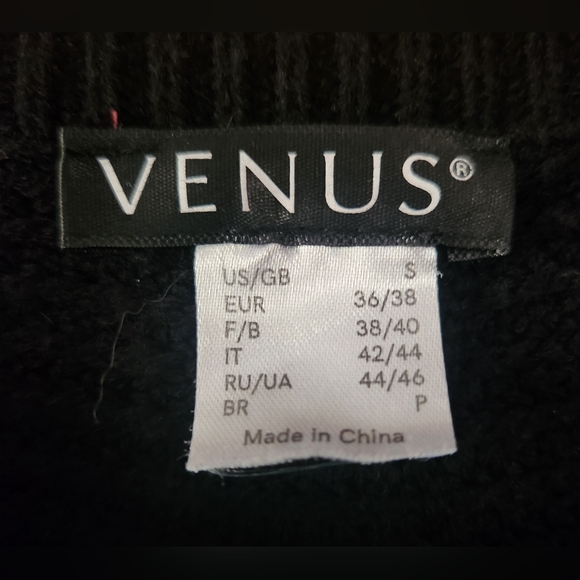 VENUS®
US/GB S
EUR 36/38
F/B 38/40
IT 42/44
RU/UA 44/46
BR P
Made in China